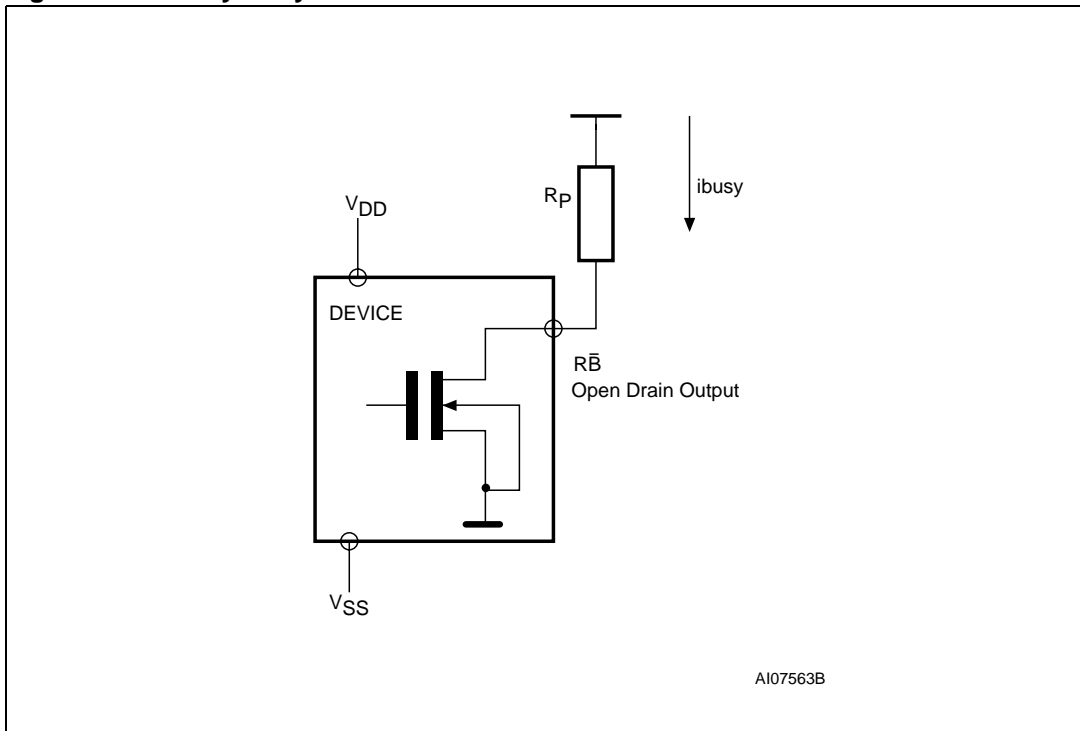 RP
ibusy
VDD
DEVICE
RB̄
Open Drain Output
VSS
AI07563B